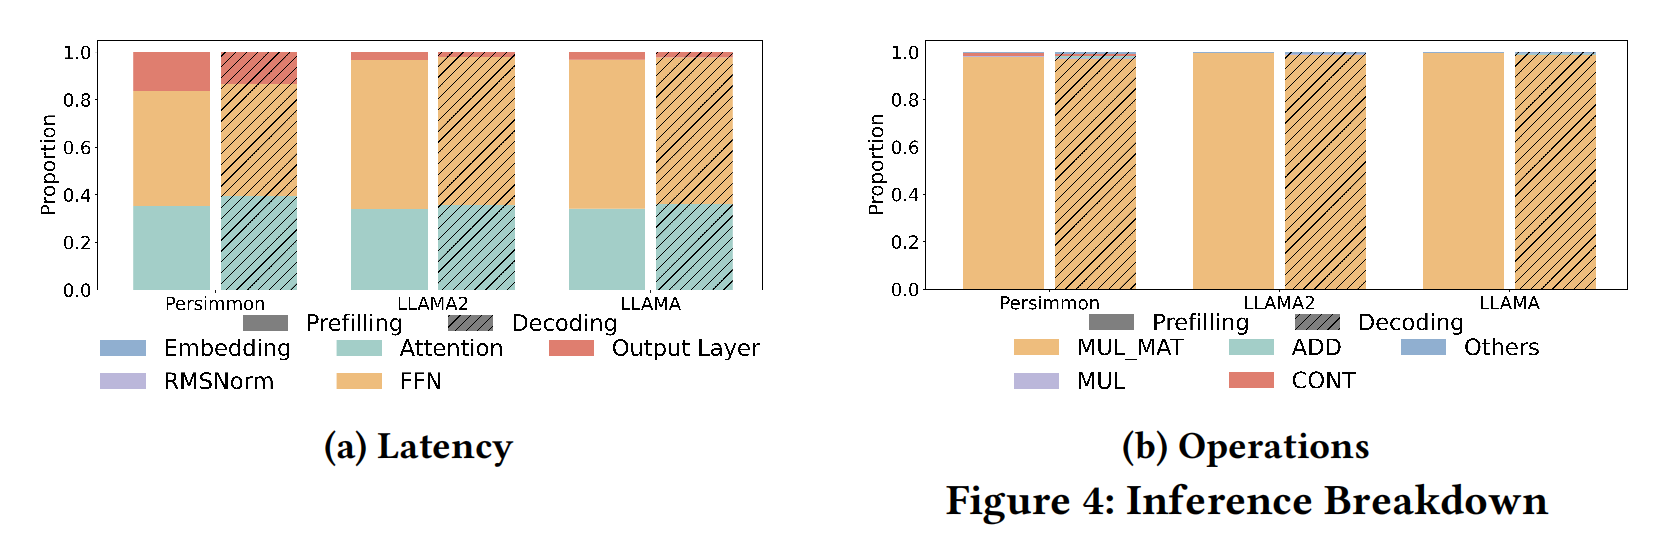 Proportion
1.0
0.8
0.6
0.4
0.2
0.0
Persimmon LLAMA2 LLAMA
Prefilling Decoding
Embedding Attention Output Layer
RMSNorm FFN
(a) Latency
Proportion
1.0
0.8
0.6
0.4
0.2
0.0
Persimmon LLAMA2 LLAMA
Prefilling Decoding
MUL_MAT ADD Others
MUL CONT
(b) Operations
Figure 4: Inference Breakdown